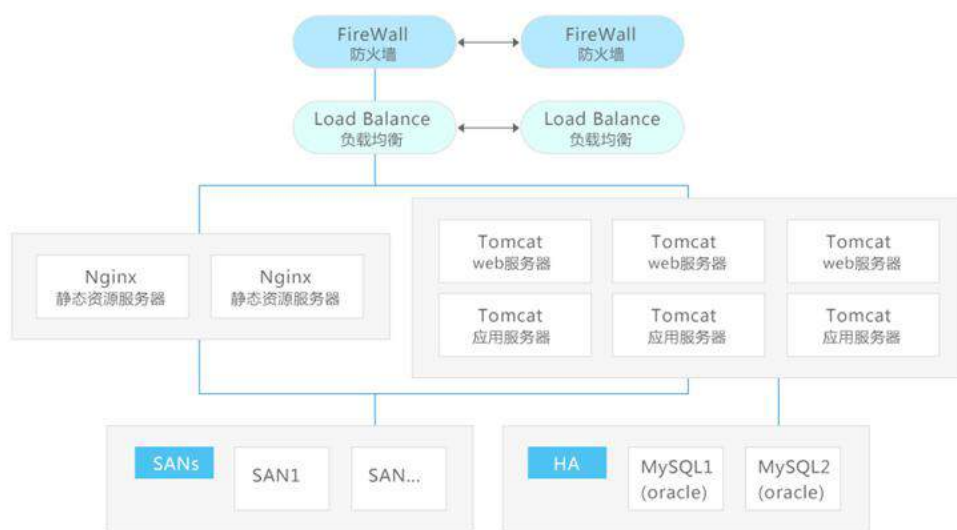 FireWall
防火墙
FireWall
防火墙
Load Balance
负载均衡
Load Balance
负载均衡
Nginx
静态资源服务器
Nginx
静态资源服务器
Tomcat
web服务器
Tomcat
web服务器
Tomcat
web服务器
Tomcat
应用服务器
Tomcat
应用服务器
Tomcat
应用服务器
SANs
SAN1
SAN...
HA
MySQL1
(oracle)
MySQL2
(oracle)